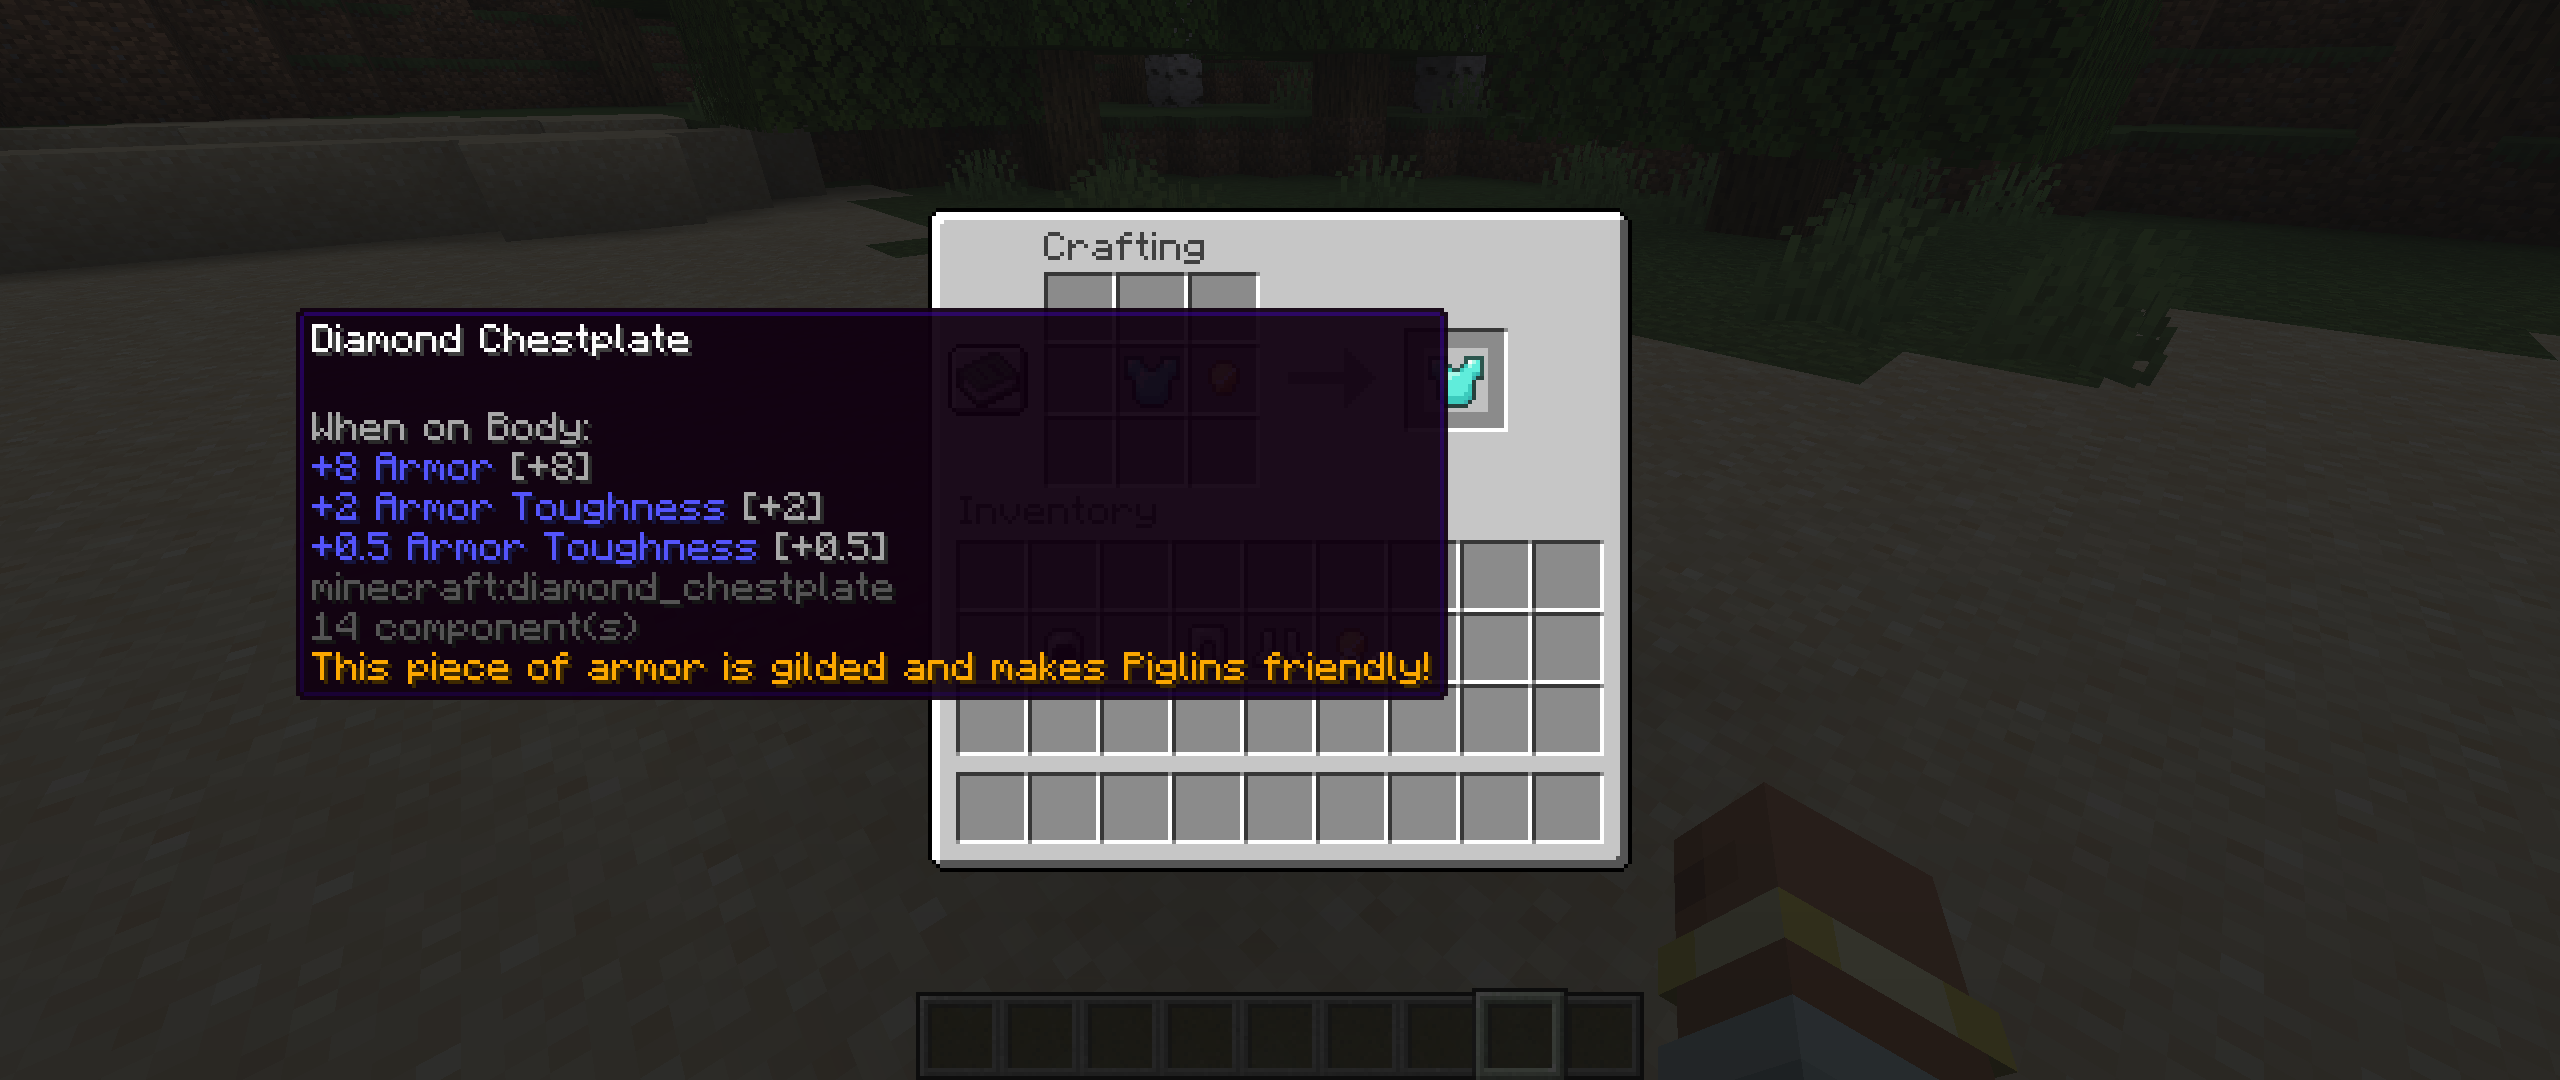 Crafting
Diamond Chestplate
When on Body:
+8 Armor [+8]
+2 Armor Toughness [+2]
+0.5 Armor Toughness [+0.5]
minecraft:diamond_chestplate
14 component(s)
This piece of armor is gilded and makes Piglins friendly!
Inventory